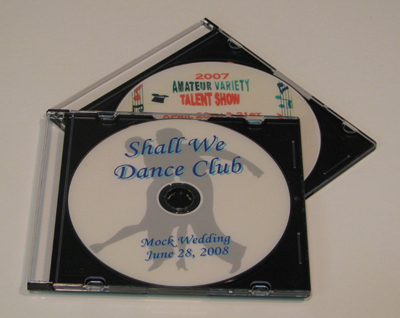 2007
AMATEUR VARIETY
TALENT SHOW
Shall We
Dance Club
Mock Wedding
June 28, 2008